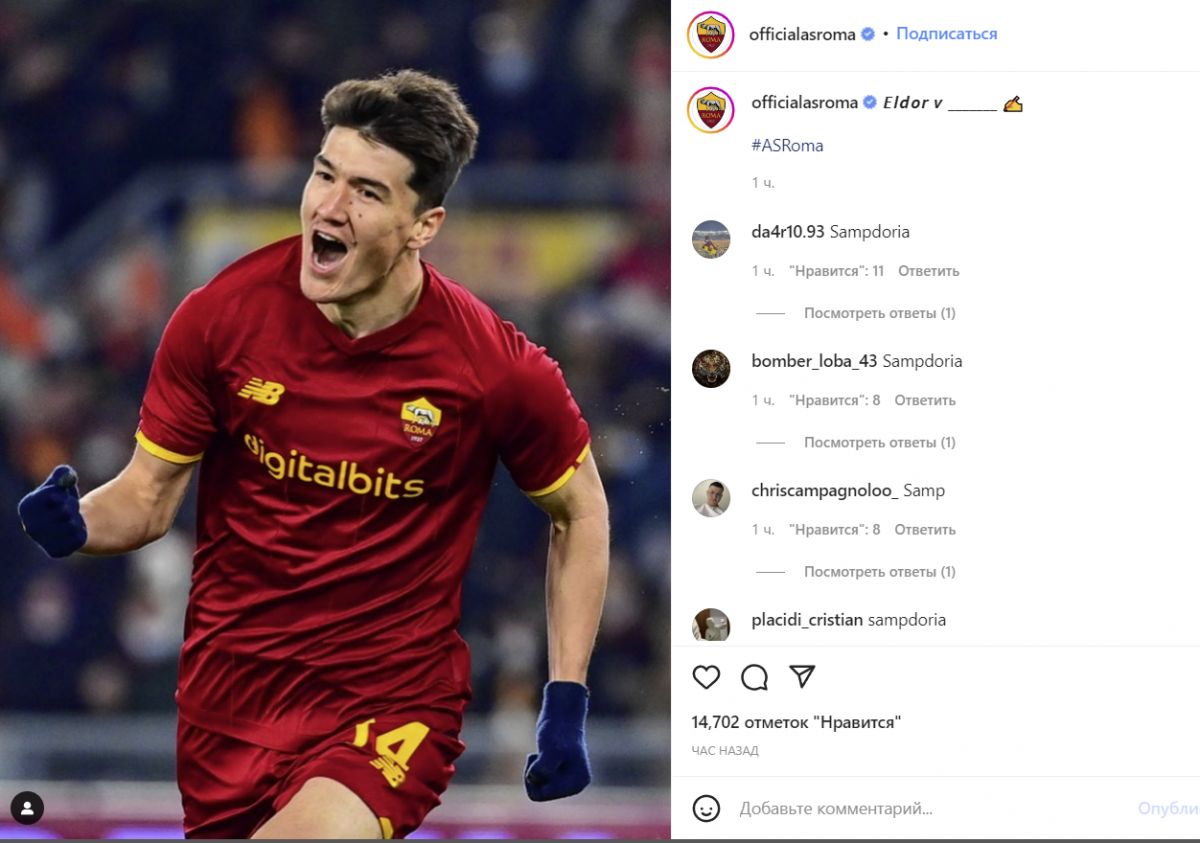 officialasroma • Подписаться
officialasroma Eldor v _______ ✍
#ASRoma
1 ч.
da4r10.93 Sampdoria
1 ч. "Нравится": 11 Ответить
Посмотреть ответы (1)
bomber_loba_43 Sampdoria
1 ч. "Нравится": 8 Ответить
Посмотреть ответы (1)
chriscampagnoloo_ Samp
1 ч. "Нравится": 8 Ответить
Посмотреть ответы (1)
placidi_cristian sampdoria
14,702 отметок "Нравится"
ЧАС НАЗАД
Добавьте комментарий... Опубли
ROMA
1927
digitalbits
14